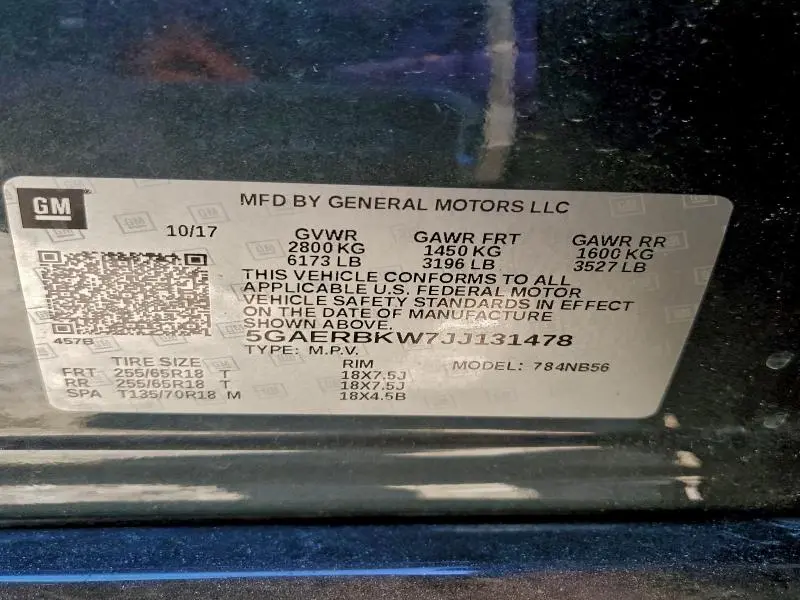 GM
MFD BY GENERAL MOTORS LLC
10/17
GVWR GAWR FRT GAWR RR
2800 KG 1450 KG 1600 KG
6173 LB 3196 LB 3527 LB
THIS VEHICLE CONFORMS TO ALL
APPLICABLE U.S. FEDERAL MOTOR
VEHICLE SAFETY STANDARDS IN EFFECT
ON THE DATE OF MANUFACTURE
SHOWN ABOVE.
457B
5GAERBKW7JJ131478
TYPE: M.P.V. MODEL: 784NB56
TIRE SIZE RIM
FRT 255/65R18 T 18X7.5J
RR 255/65R18 T 18X7.5J
SPA T135/70R18 M 18X4.5B